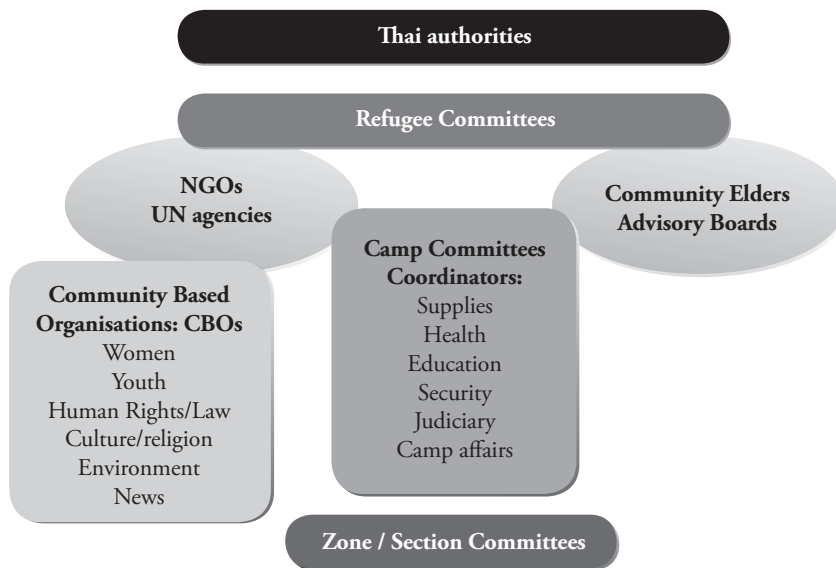 Thai authorities
Refugee Committees
NGOs
UN agencies
Community Elders
Advisory Boards
Camp Committees
Coordinators:
Supplies
Health
Education
Security
Judiciary
Camp affairs
Community Based
Organisations: CBOs
Women
Youth
Human Rights/Law
Culture/religion
Environment
News
Zone / Section Committees